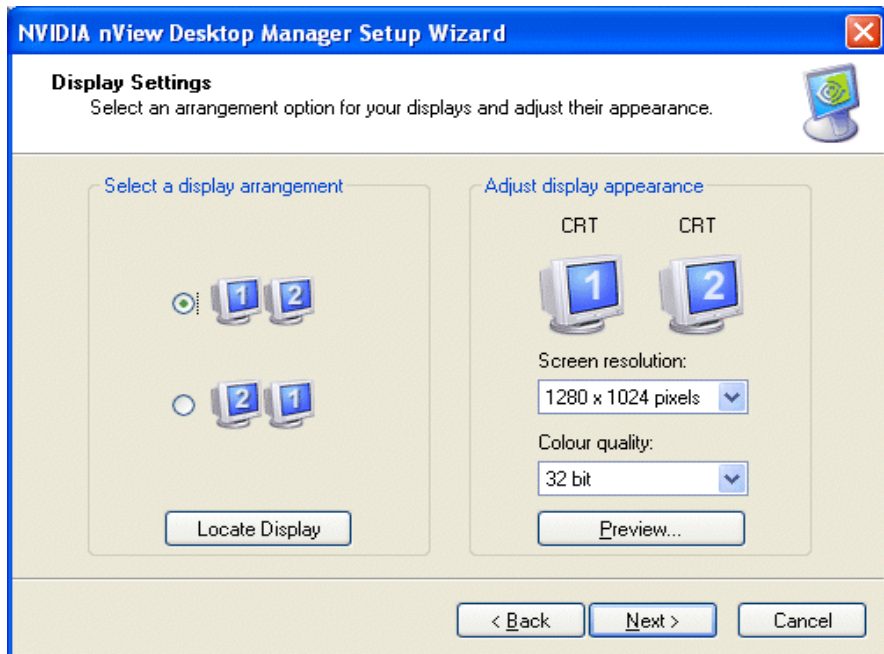 NVIDIA nView Desktop Manager Setup Wizard
Display Settings
Select an arrangement option for your displays and adjust their appearance.
Select a display arrangement
1 2
2 1
Locate Display
Adjust display appearance
CRT CRT
1 2
Screen resolution:
1280 x 1024 pixels
Colour quality:
32 bit
Preview...
< Back Next > Cancel